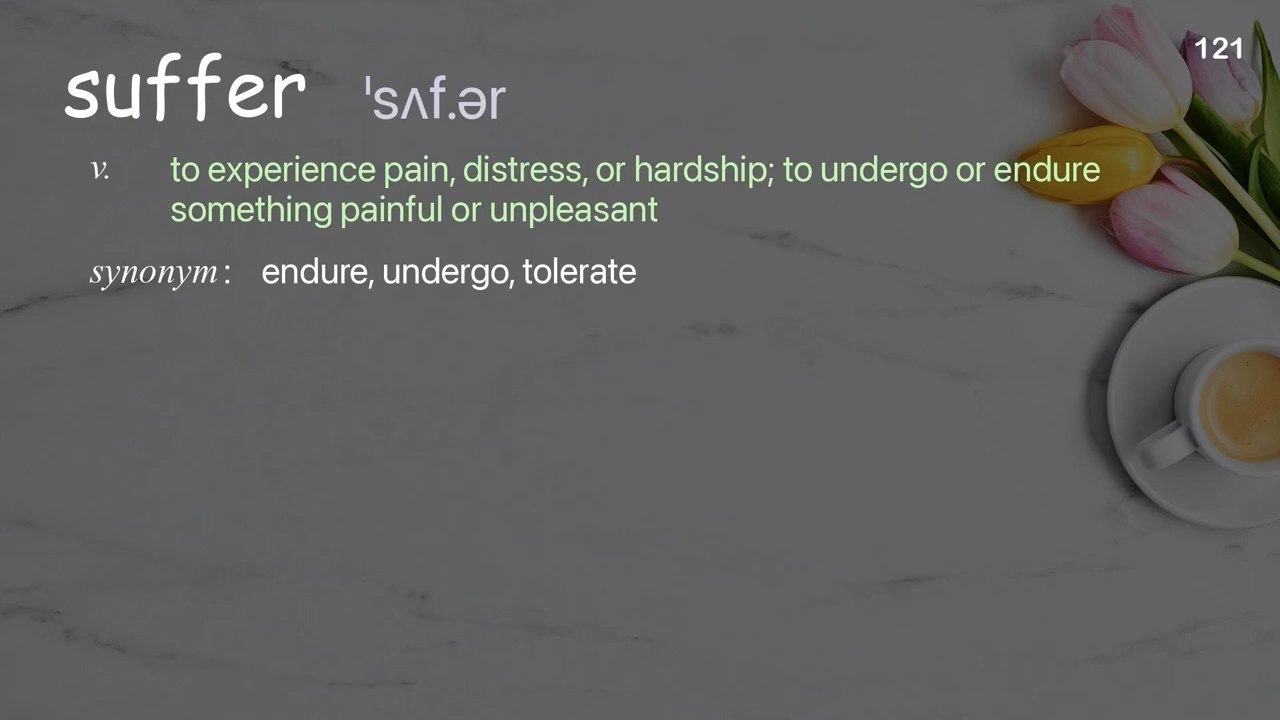 121
suffer ˈsʌf.ər
v. to experience pain, distress, or hardship; to undergo or endure
something painful or unpleasant
synonym : endure, undergo, tolerate